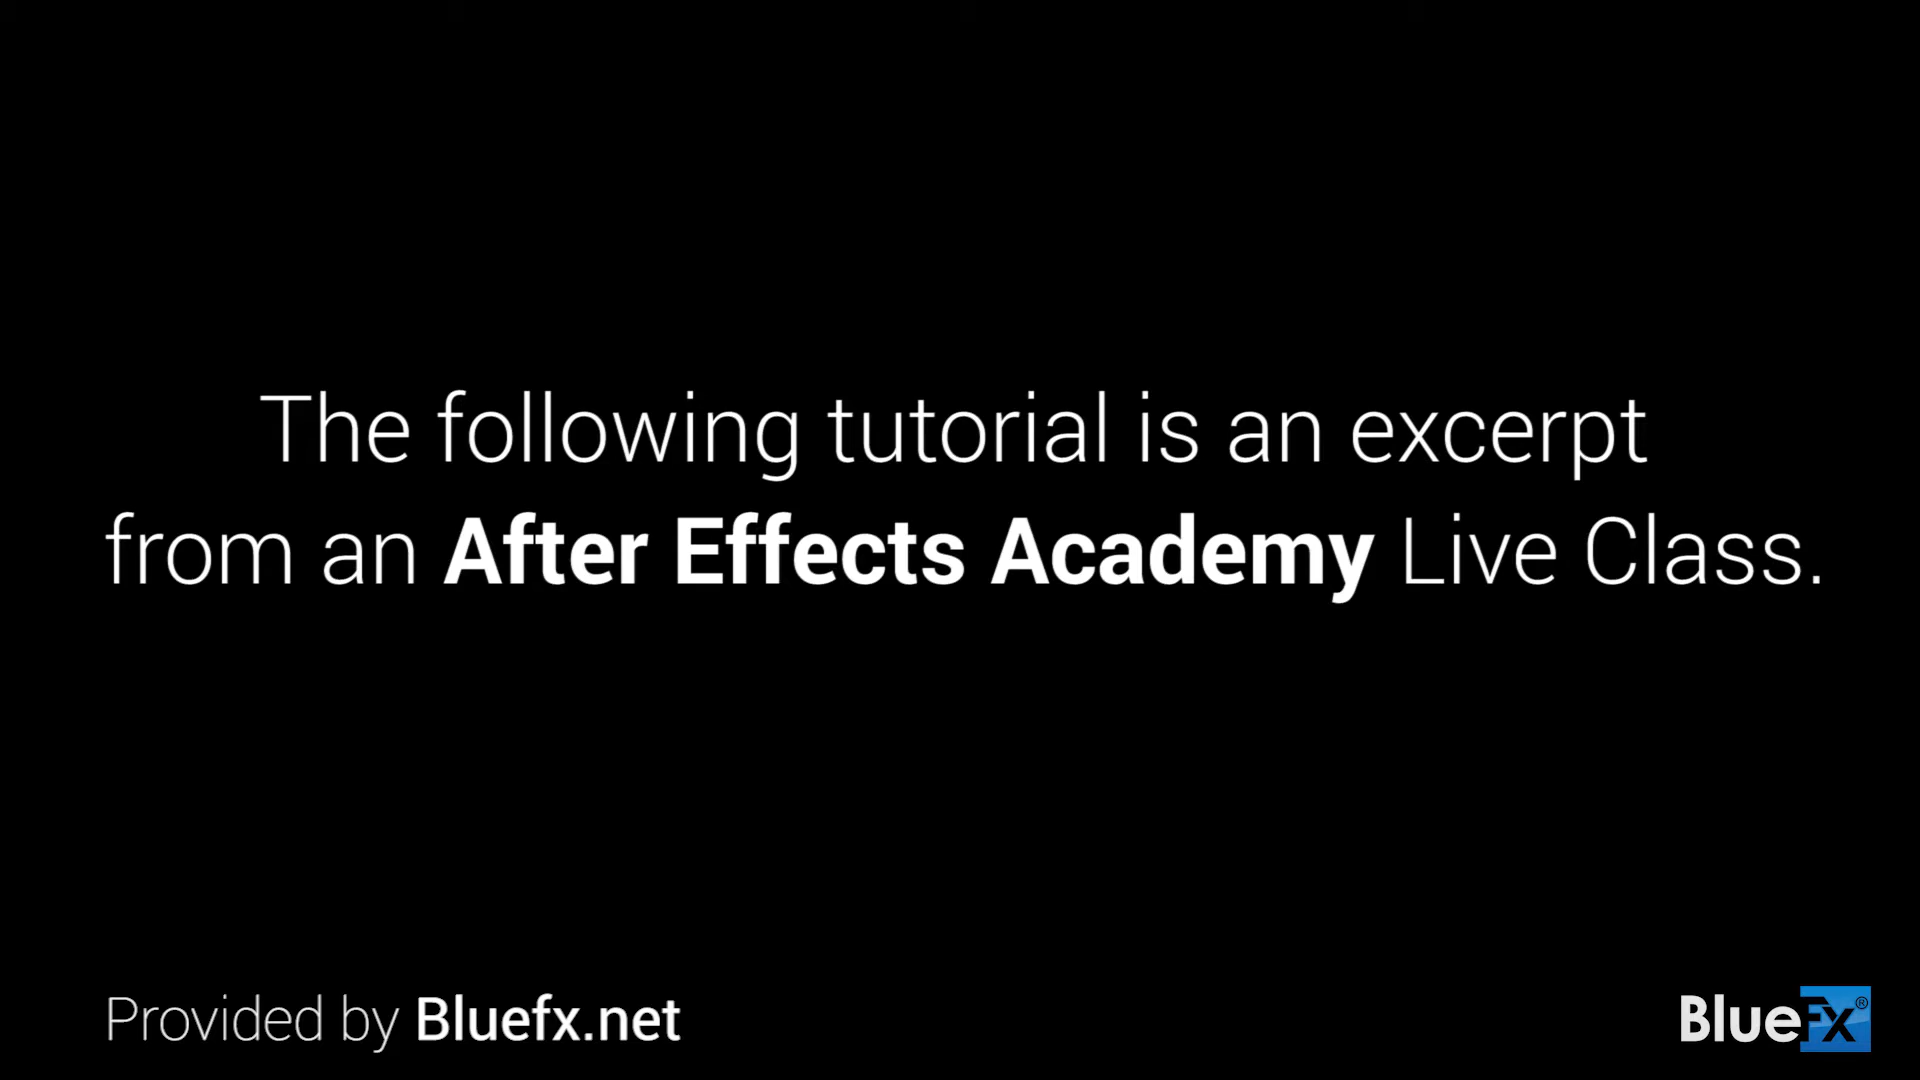 The following tutorial is an excerpt
from an After Effects Academy Live Class.
Provided by Bluefx.net
BlueFx®